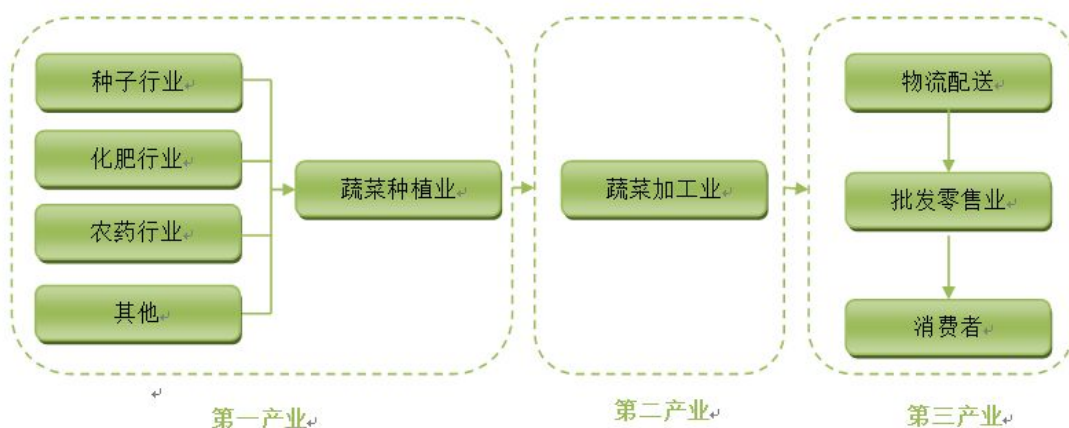 种子行业
化肥行业
农药行业
其他
蔬菜种植业
第一产业
蔬菜加工业
第二产业
物流配送
批发零售业
消费者
第三产业